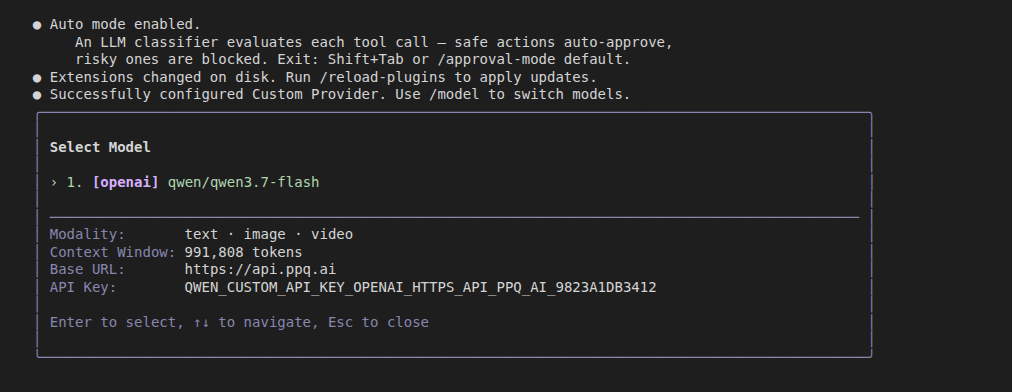 ● Auto mode enabled.
An LLM classifier evaluates each tool call — safe actions auto-approve,
risky ones are blocked. Exit: Shift+Tab or /approval-mode default.
● Extensions changed on disk. Run /reload-plugins to apply updates.
● Successfully configured Custom Provider. Use /model to switch models.
Select Model
› 1. [openai] qwen/qwen3.7-flash
Modality: text · image · video
Context Window: 991,808 tokens
Base URL: https://api.ppq.ai
API Key: QWEN_CUSTOM_API_KEY_OPENAI_HTTPS_API_PPQ_AI_9823A1DB3412
Enter to select, ↑↓ to navigate, Esc to close